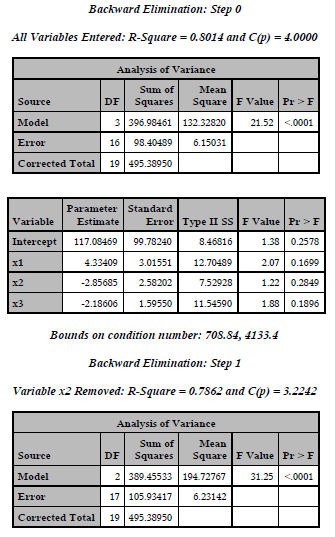 Backward Elimination: Step 0
All Variables Entered: R-Square = 0.8014 and C(p) = 4.0000
Analysis of Variance
Source DF Sum of Squares Mean Square F Value Pr > F
Model 3 396.98461 132.32820 21.52 <.0001
Error 16 98.40489 6.15031
Corrected Total 19 495.38950
Variable Parameter Estimate Standard Error Type II SS F Value Pr > F
Intercept 117.08469 99.78240 8.46816 1.38 0.2578
x1 4.33409 3.01551 12.70489 2.07 0.1699
x2 -2.85685 2.58202 7.52928 1.22 0.2849
x3 -2.18606 1.59550 11.54590 1.88 0.1896
Bounds on condition number: 708.84, 4133.4
Backward Elimination: Step 1
Variable x2 Removed: R-Square = 0.7862 and C(p) = 3.2242
Analysis of Variance
Source DF Sum of Squares Mean Square F Value Pr > F
Model 2 389.45533 194.72767 31.25 <.0001
Error 17 105.93417 6.23142
Corrected Total 19 495.38950